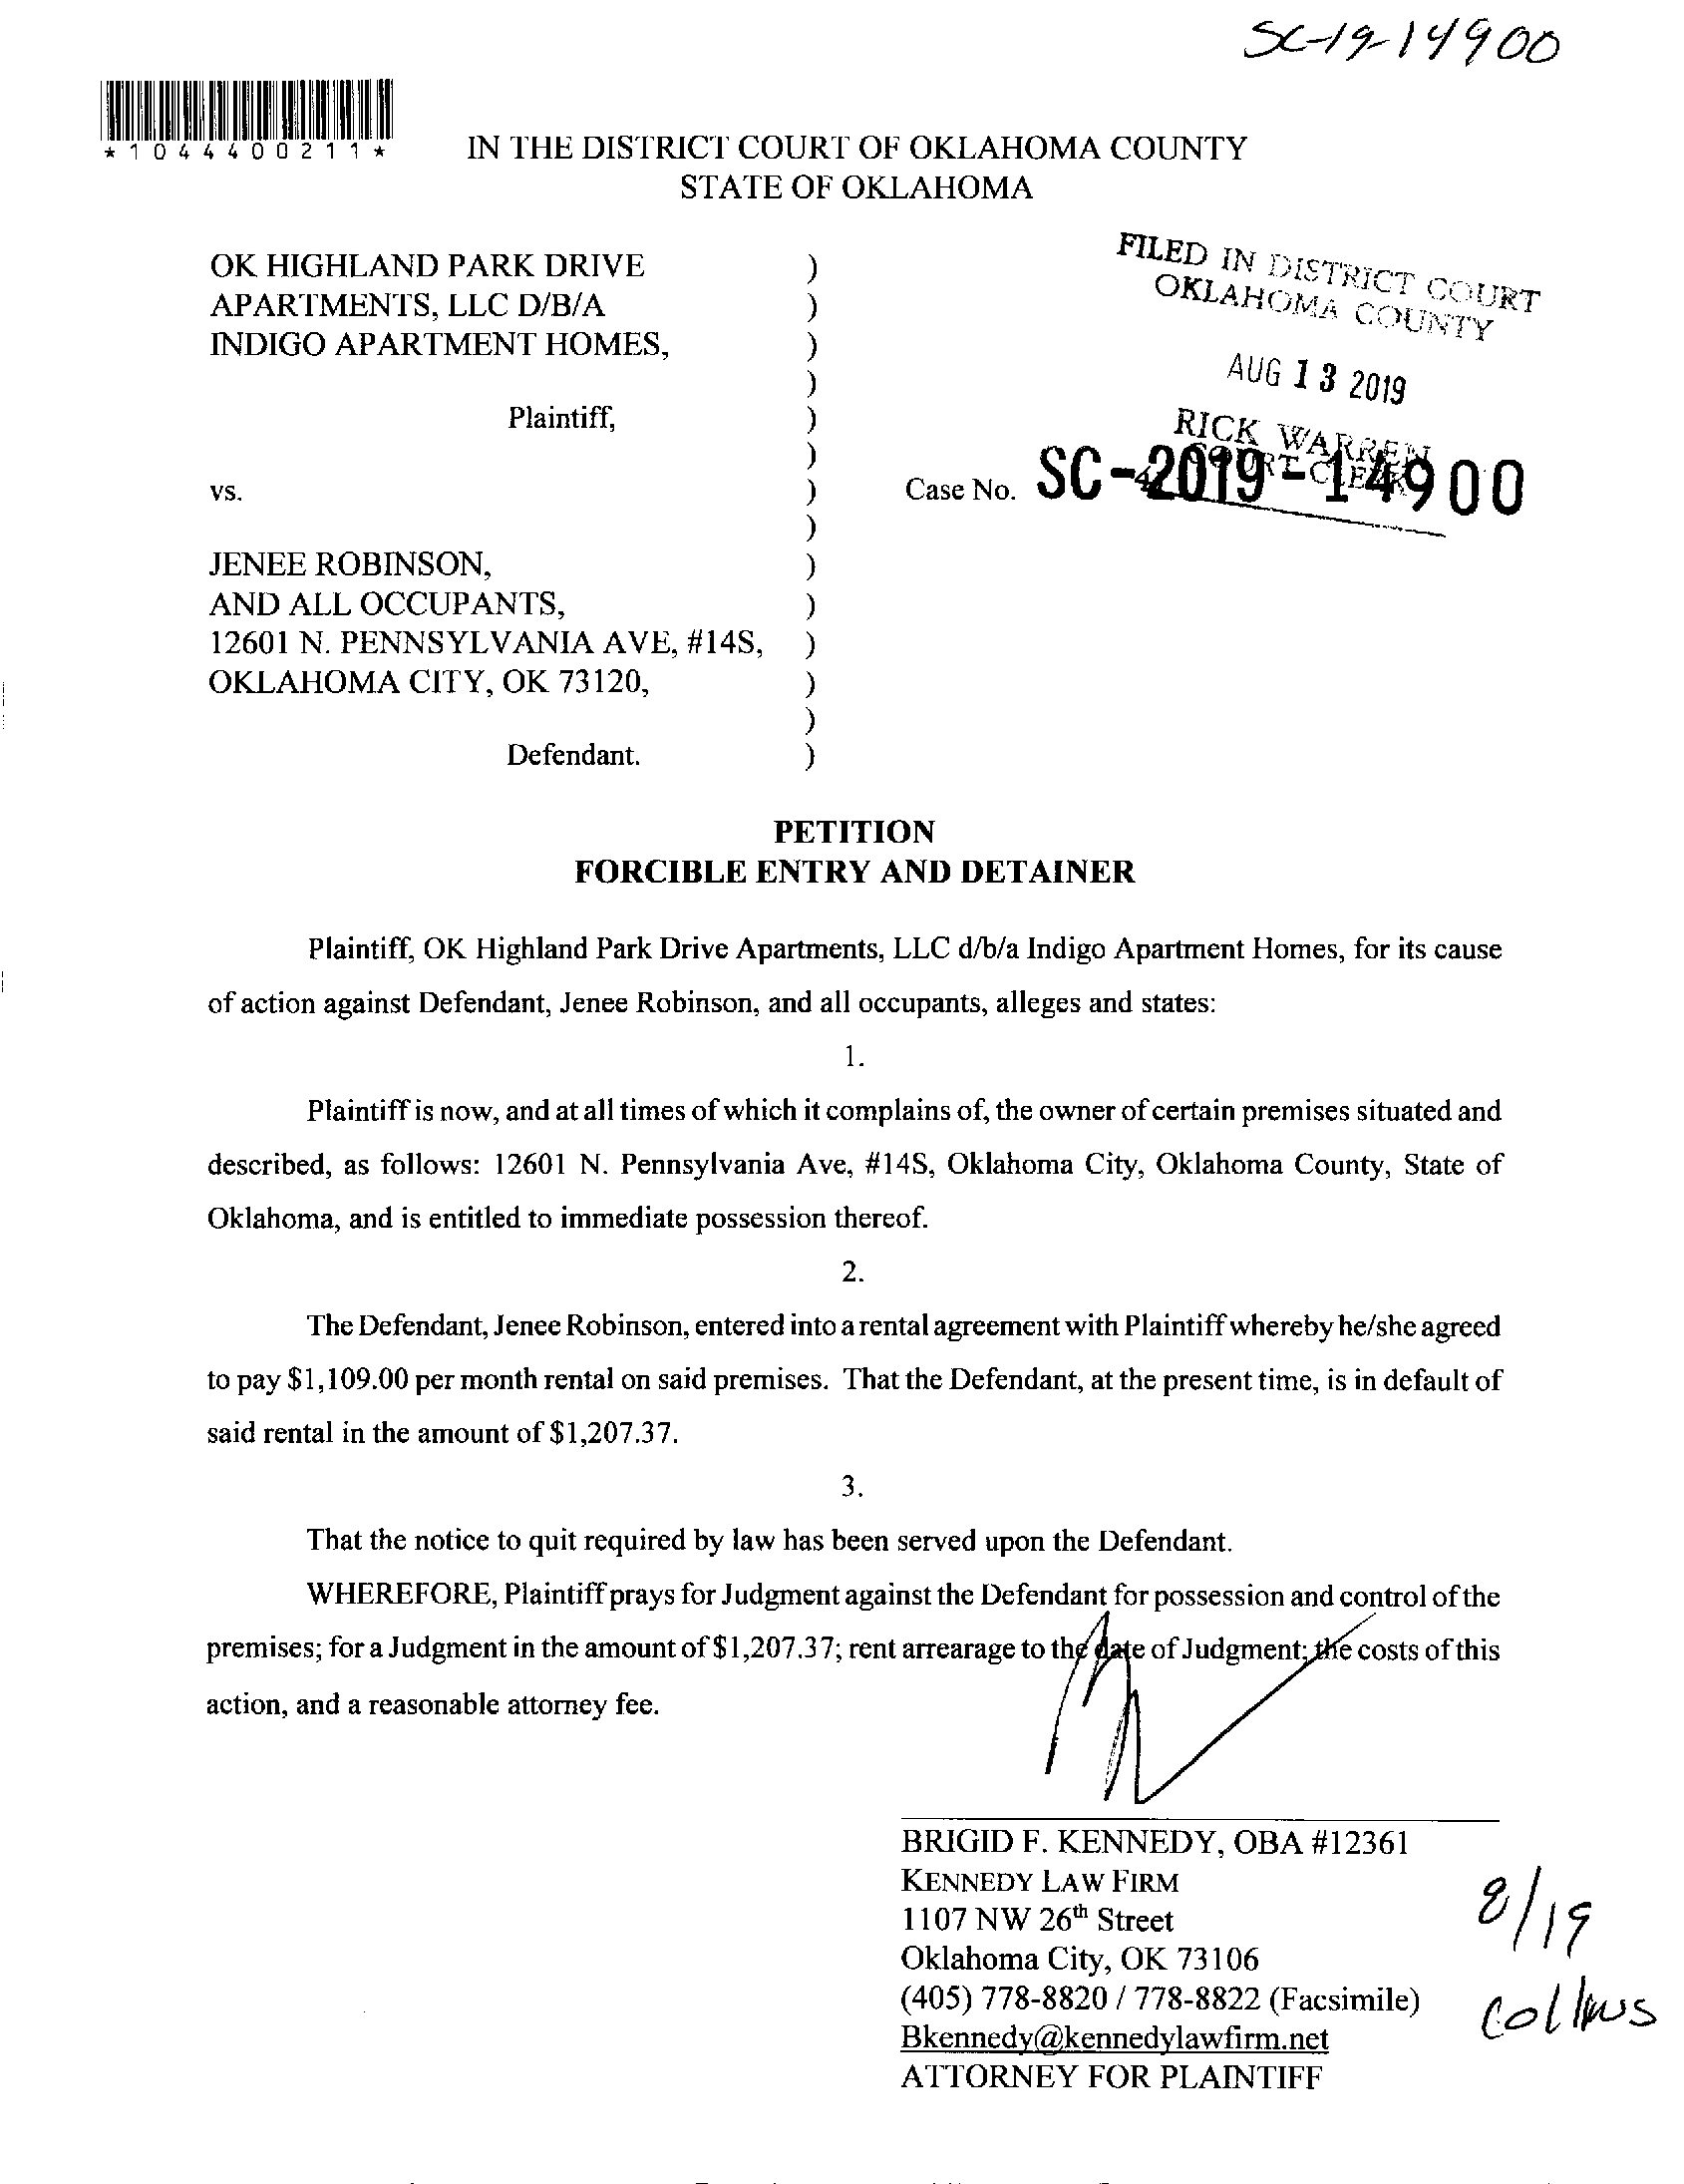 SC-19-14900
*1044400211*
IN THE DISTRICT COURT OF OKLAHOMA COUNTY
STATE OF OKLAHOMA
OK HIGHLAND PARK DRIVE )
APARTMENTS, LLC D/B/A )
INDIGO APARTMENT HOMES, )
)
Plaintiff, )
)
vs. )
)
JENEE ROBINSON, )
AND ALL OCCUPANTS, )
12601 N. PENNSYLVANIA AVE, #14S, )
OKLAHOMA CITY, OK 73120, )
)
Defendant. )
FILED IN DISTRICT COURT
OKLAHOMA COUNTY
AUG 13 2019
RICK WARREN
COURT CLERK
Case No. SC-2019-14900
PETITION
FORCIBLE ENTRY AND DETAINER
Plaintiff, OK Highland Park Drive Apartments, LLC d/b/a Indigo Apartment Homes, for its cause
of action against Defendant, Jenee Robinson, and all occupants, alleges and states:
1.
Plaintiff is now, and at all times of which it complains of, the owner of certain premises situated and
described, as follows: 12601 N. Pennsylvania Ave, #14S, Oklahoma City, Oklahoma County, State of
Oklahoma, and is entitled to immediate possession thereof.
2.
The Defendant, Jenee Robinson, entered into a rental agreement with Plaintiff whereby he/she agreed
to pay $1,109.00 per month rental on said premises. That the Defendant, at the present time, is in default of
said rental in the amount of $1,207.37.
3.
That the notice to quit required by law has been served upon the Defendant.
WHEREFORE, Plaintiff prays for Judgment against the Defendant for possession and control of the
premises; for a Judgment in the amount of $1,207.37; rent arrearage to the date of Judgment; the costs of this
action, and a reasonable attorney fee.
BRIGID F. KENNEDY, OBA #12361
KENNEDY LAW FIRM
1107 NW 26th Street
Oklahoma City, OK 73106
(405) 778-8820 / 778-8822 (Facsimile)
Bkennedy@kennedylawfirm.net
ATTORNEY FOR PLAINTIFF
8/19
Collins